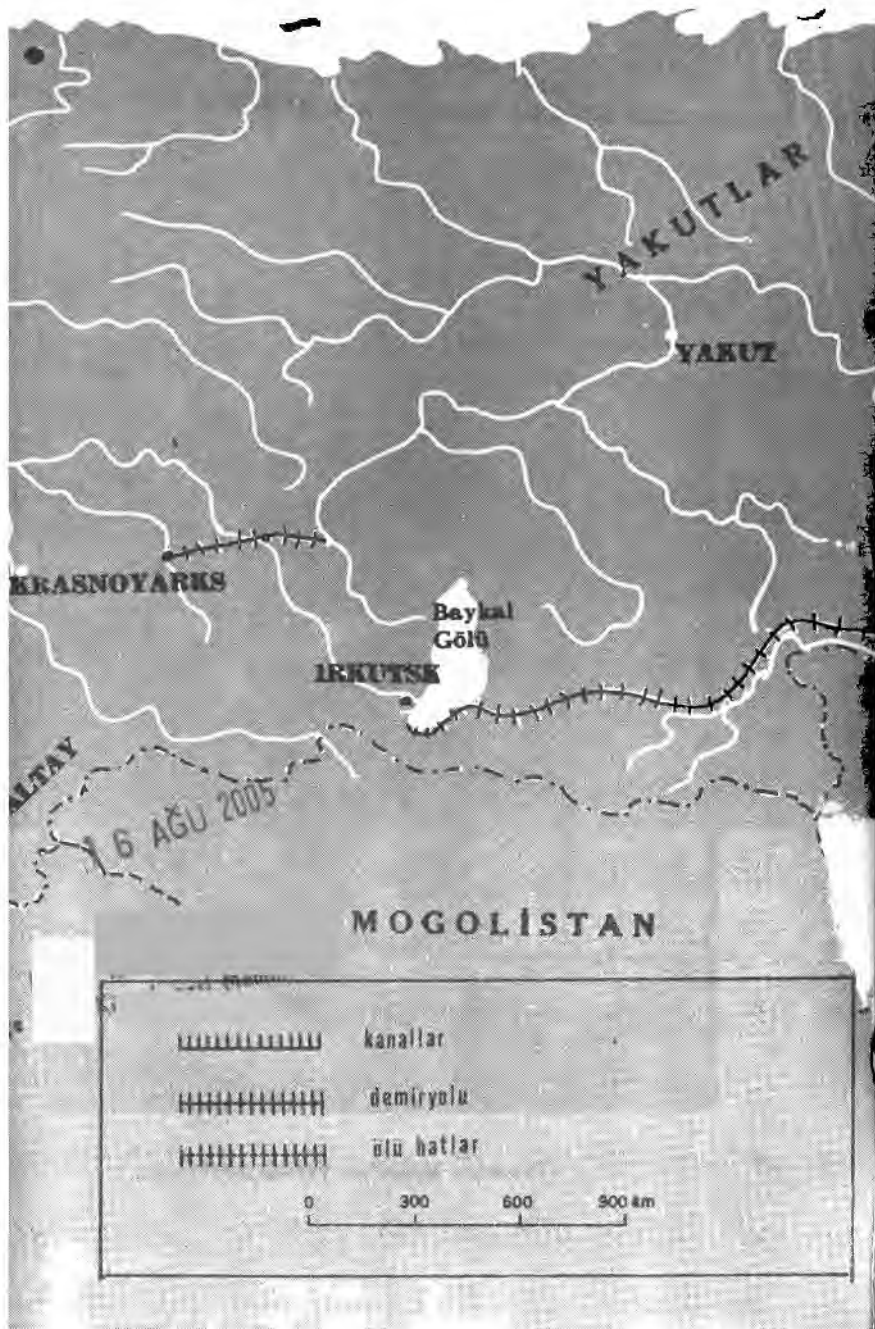 YAKUTLAR
YAKUT
KRASNOYARKS
Baykal
Gölü
IRKUTSK
ALTAY
16 AĞU 2005
MOGOLİSTAN
kanallar
demiryolu
ölü hatlar
0 300 600 900 km